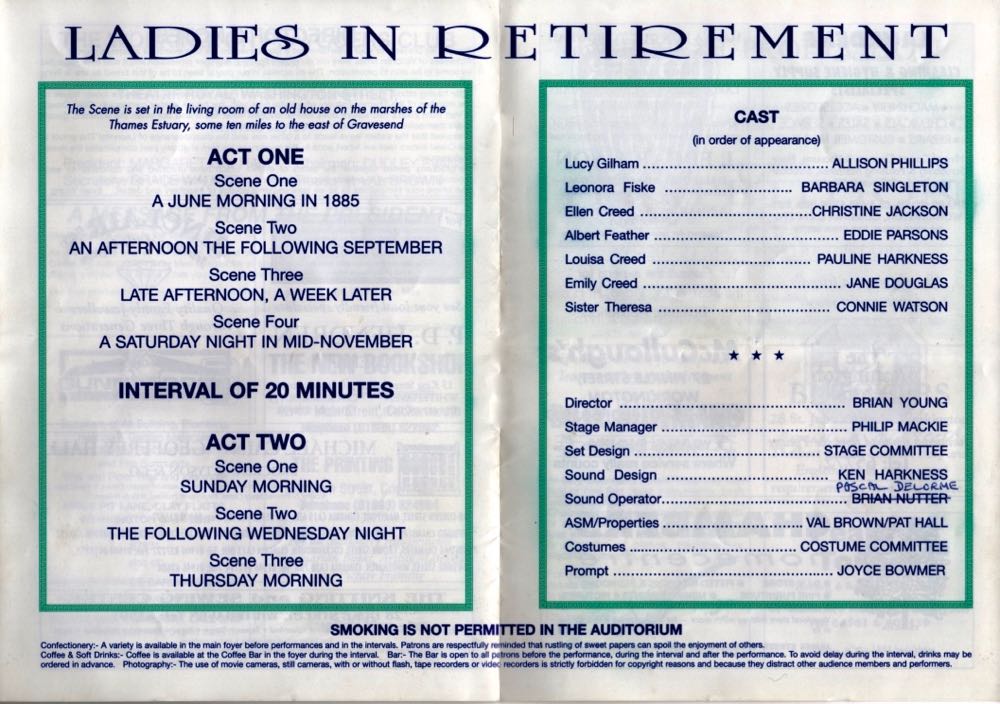 LADIES IN RETIREMENT
The Scene is set in the living room of an old house on the marshes of the
Thames Estuary, some ten miles to the east of Gravesend
ACT ONE
Scene One
A JUNE MORNING IN 1885
Scene Two
AN AFTERNOON THE FOLLOWING SEPTEMBER
Scene Three
LATE AFTERNOON, A WEEK LATER
Scene Four
A SATURDAY NIGHT IN MID-NOVEMBER
INTERVAL OF 20 MINUTES
ACT TWO
Scene One
SUNDAY MORNING
Scene Two
THE FOLLOWING WEDNESDAY NIGHT
Scene Three
THURSDAY MORNING
CAST
(in order of appearance)
Lucy Gilham ........ ALLISON PHILLIPS
Leonora Fiske ........ BARBARA SINGLETON
Ellen Creed ........ CHRISTINE JACKSON
Albert Feather ........ EDDIE PARSONS
Louisa Creed ........ PAULINE HARKNESS
Emily Creed ........ JANE DOUGLAS
Sister Theresa ........ CONNIE WATSON
★ ★ ★
Director ........ BRIAN YOUNG
Stage Manager ........ PHILIP MACKIE
Set Design ........ STAGE COMMITTEE
Sound Design ........ KEN HARKNESS
PASCAL DELORME
Sound Operator ........ BRIAN NUTTER
ASM/Properties ........ VAL BROWN/PAT HALL
Costumes ........ COSTUME COMMITTEE
Prompt ........ JOYCE BOWMER
SMOKING IS NOT PERMITTED IN THE AUDITORIUM
Confectionery:- A variety is available in the main foyer before performances and in the intervals. Patrons are respectfully reminded that rustling of sweet papers can spoil the enjoyment of others.
Coffee & Soft Drinks:- Coffee is available at the Coffee Bar in the foyer during the interval. Bar:- The Bar is open to all patrons before the performance, during the interval and after the performance. To avoid delay during the interval, drinks may be
ordered in advance. Photography:- The use of movie cameras, still cameras, with or without flash, tape recorders or video recorders is strictly forbidden for copyright reasons and because they distract other audience members and performers.